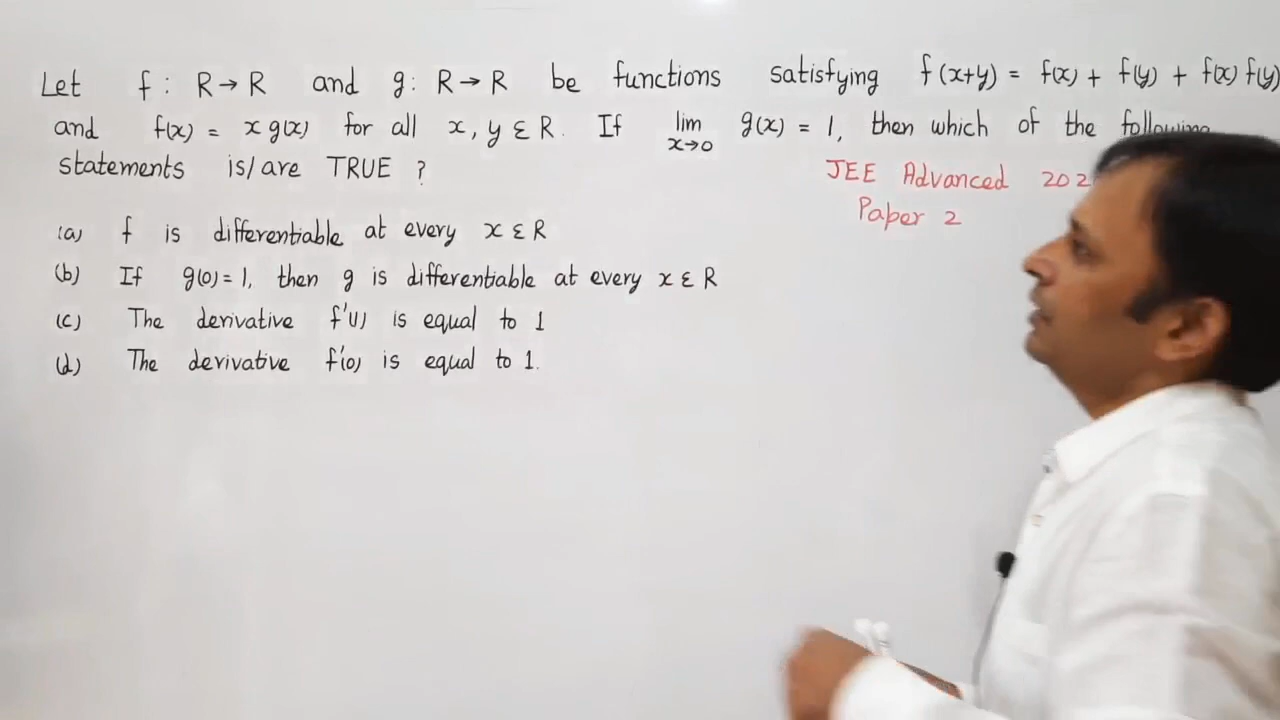 Let f : R → R and g : R → R be functions satisfying f(x+y) = f(x) + f(y) + f(x) f(y)
and f(x) = x g(x) for all x, y ε R. If lim x→0 g(x) = 1, then which of the following
statements is/are TRUE ?
JEE Advanced 202
Paper 2
(a) f is differentiable at every x ε R
(b) If g(0) = 1, then g is differentiable at every x ε R
(c) The derivative f'(1) is equal to 1
(d) The derivative f'(0) is equal to 1.